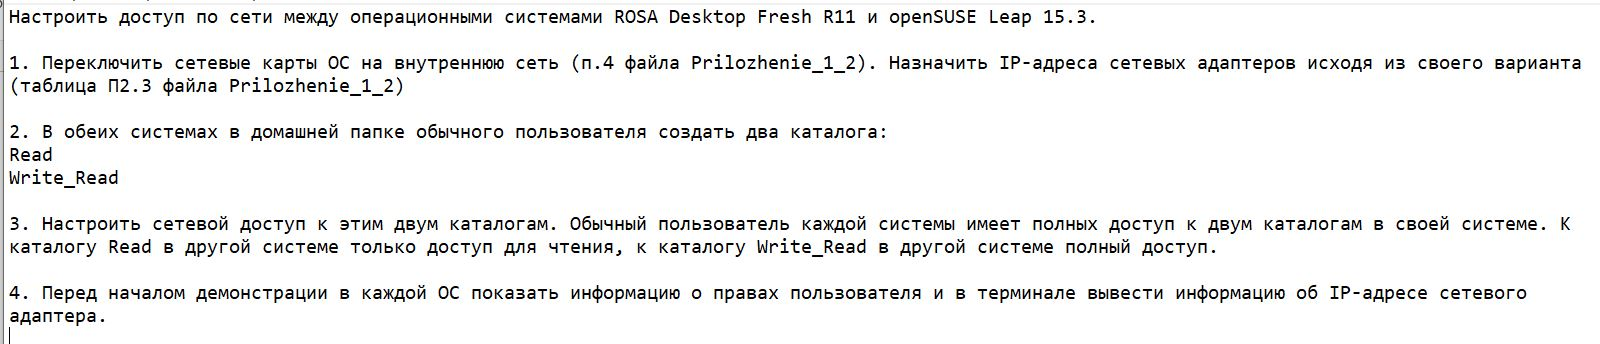 Настроить доступ по сети между операционными системами ROSA Desktop Fresh R11 и openSUSE Leap 15.3.
1. Переключить сетевые карты ОС на внутреннюю сеть (п.4 файла Prilozhenie_1_2). Назначить IP-адреса сетевых адаптеров исходя из своего варианта
(таблица П2.3 файла Prilozhenie_1_2)
2. В обеих системах в домашней папке обычного пользователя создать два каталога:
Read
Write_Read
3. Настроить сетевой доступ к этим двум каталогам. Обычный пользователь каждой системы имеет полных доступ к двум каталогам в своей системе. К
каталогу Read в другой системе только доступ для чтения, к каталогу Write_Read в другой системе полный доступ.
4. Перед началом демонстрации в каждой ОС показать информацию о правах пользователя и в терминале вывести информацию об IP-адресе сетевого
адаптера.